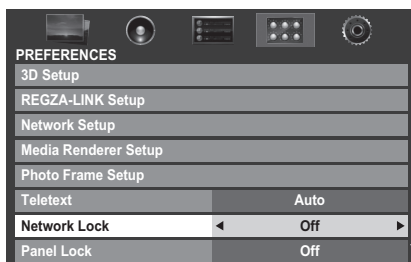 PREFERENCES
3D Setup
REGZA-LINK Setup
Network Setup
Media Renderer Setup
Photo Frame Setup
Teletext Auto
Network Lock ◀ Off ▶
Panel Lock Off